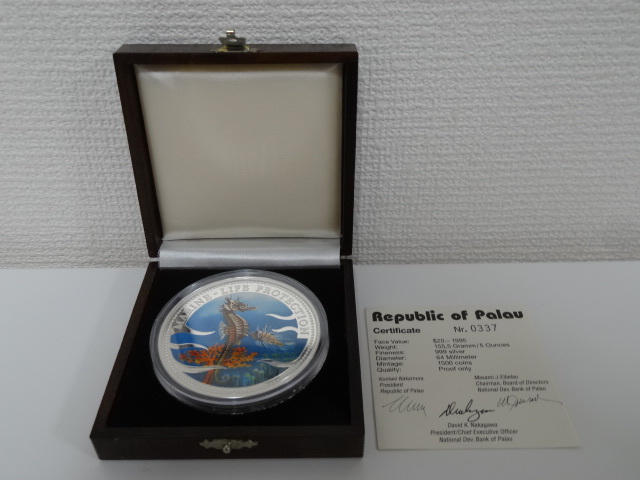 MARINE - LIFE PROTECTION
Republic of Palau
Certificate Nr. 0337
Face Value: $20.– 1995
Weight: 155,5 Gramm / 5 Ounces
Fineness: 999 silver
Diameter: 64 Millimeter
Mintage: 1500 coins
Quality: Proof only
Kuniwo Nakamura Masami J. Elbelau
President Chairman, Board of Directors
Republic of Palau National Dev. Bank of Palau
David K. Nakagawa
President/Chief Executive Officer
National Dev. Bank of Palau